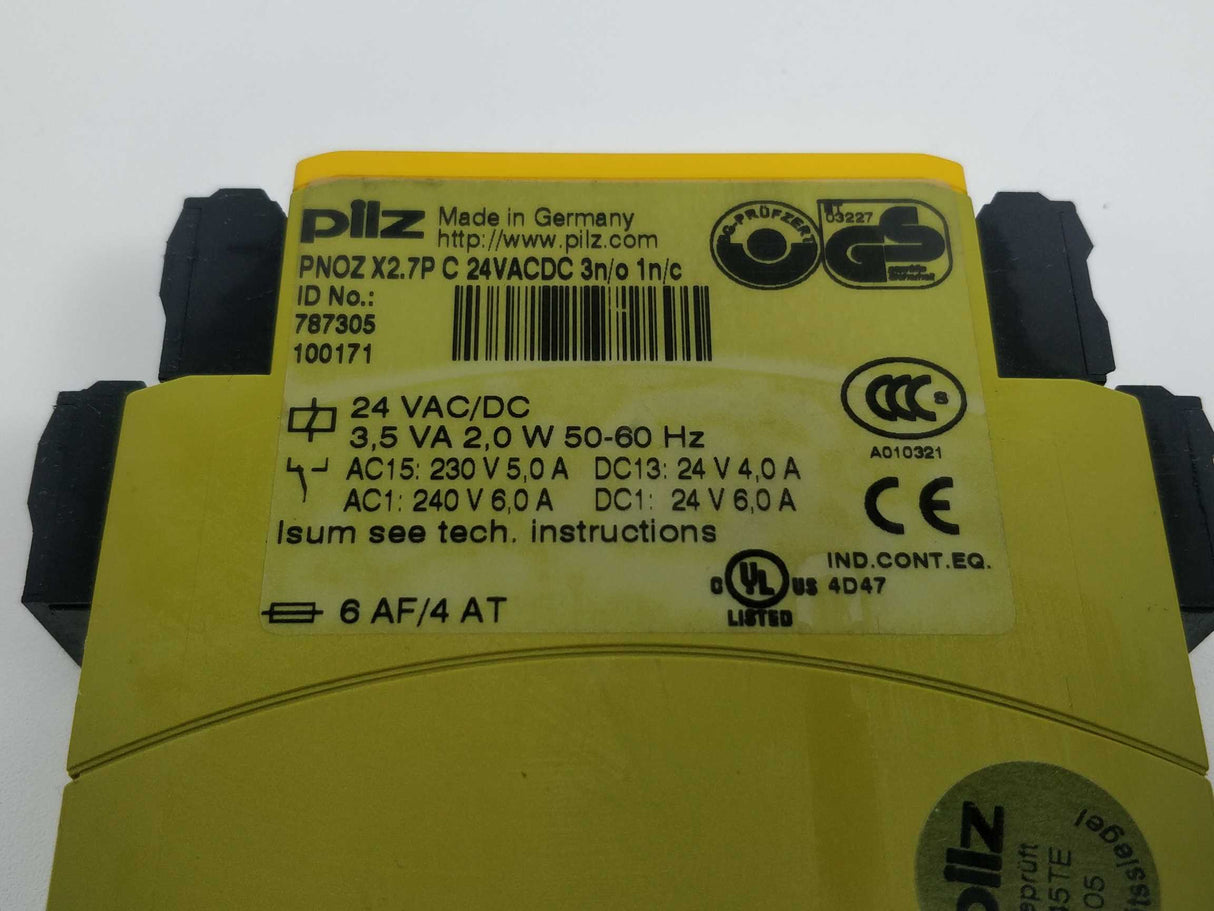 pilz Made in Germany
http://www.pilz.com
PNOZ X2.7P C 24VACDC 3n/o 1n/c
ID No.:
787305
100171
24 VAC/DC
3,5 VA 2,0 W 50-60 Hz
AC15: 230 V 5,0 A DC13: 24 V 4,0 A
AC1: 240 V 6,0 A DC1: 24 V 6,0 A
Isum see tech. instructions
6 AF/4 AT
03227
GS
CCC S
A010321
CE
C UL US
LISTED
IND.CONT.EQ.
4D47
pilz